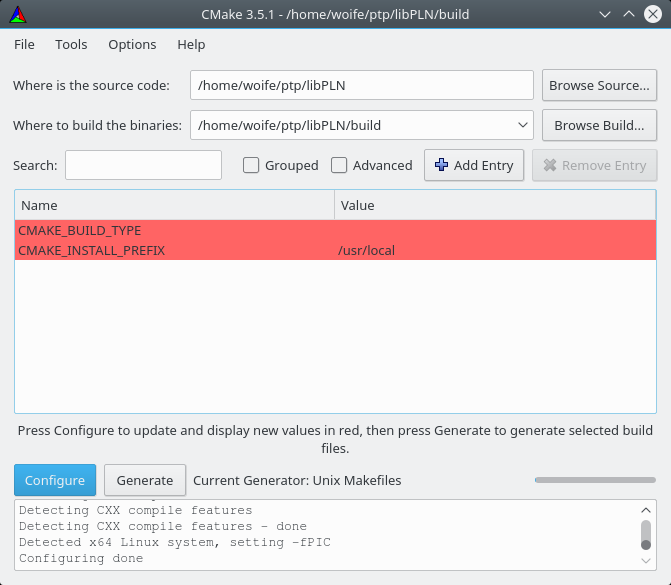 CMake 3.5.1 - /home/woife/ptp/libPLN/build
File Tools Options Help
Where is the source code: /home/woife/ptp/libPLN Browse Source...
Where to build the binaries: /home/woife/ptp/libPLN/build Browse Build...
Search: Grouped Advanced Add Entry Remove Entry
Name Value
CMAKE_BUILD_TYPE
CMAKE_INSTALL_PREFIX /usr/local
Press Configure to update and display new values in red, then press Generate to generate selected build
files.
Configure Generate Current Generator: Unix Makefiles
Detecting CXX compile features
Detecting CXX compile features - done
Detected x64 Linux system, setting -fPIC
Configuring done